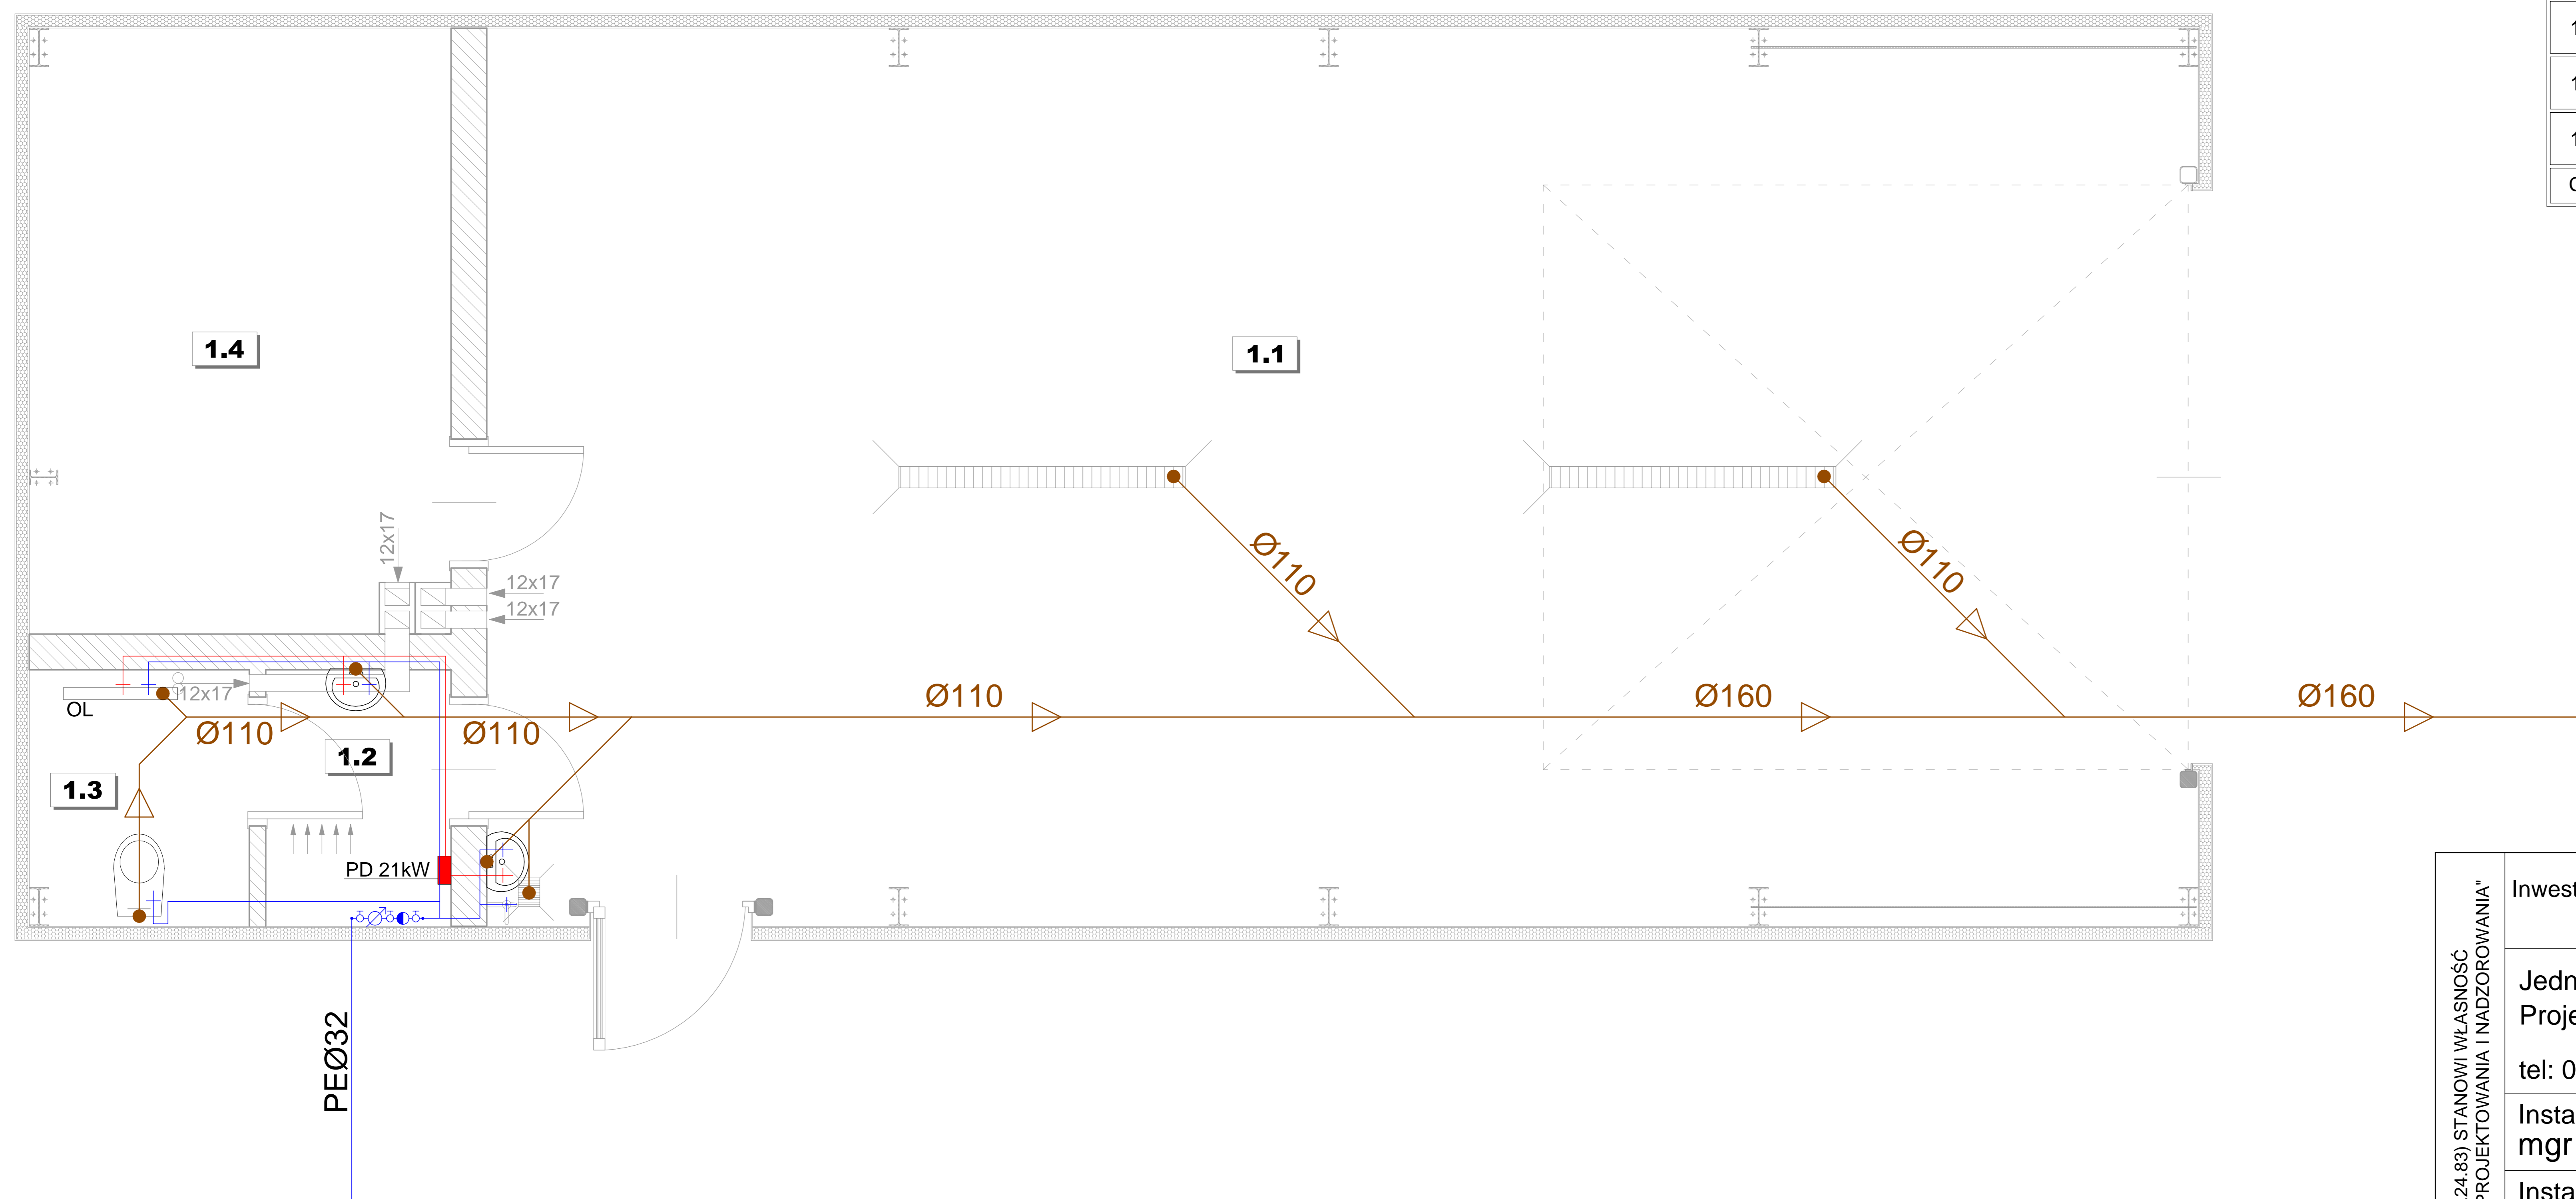 1.4
1.1
12x17
12x17
12x17
12x17
OL
Ø110
Ø110
Ø110
Ø110
Ø110
Ø160
Ø160
1.2
1.3
PD 21kW
PEØ32
.24.83) STANOWI WŁASNOŚĆ
PROJEKTOWANIA I NADZOROWANIA"
Inwest
Jedn
Proje
tel: 0
Insta
mgr
Insta